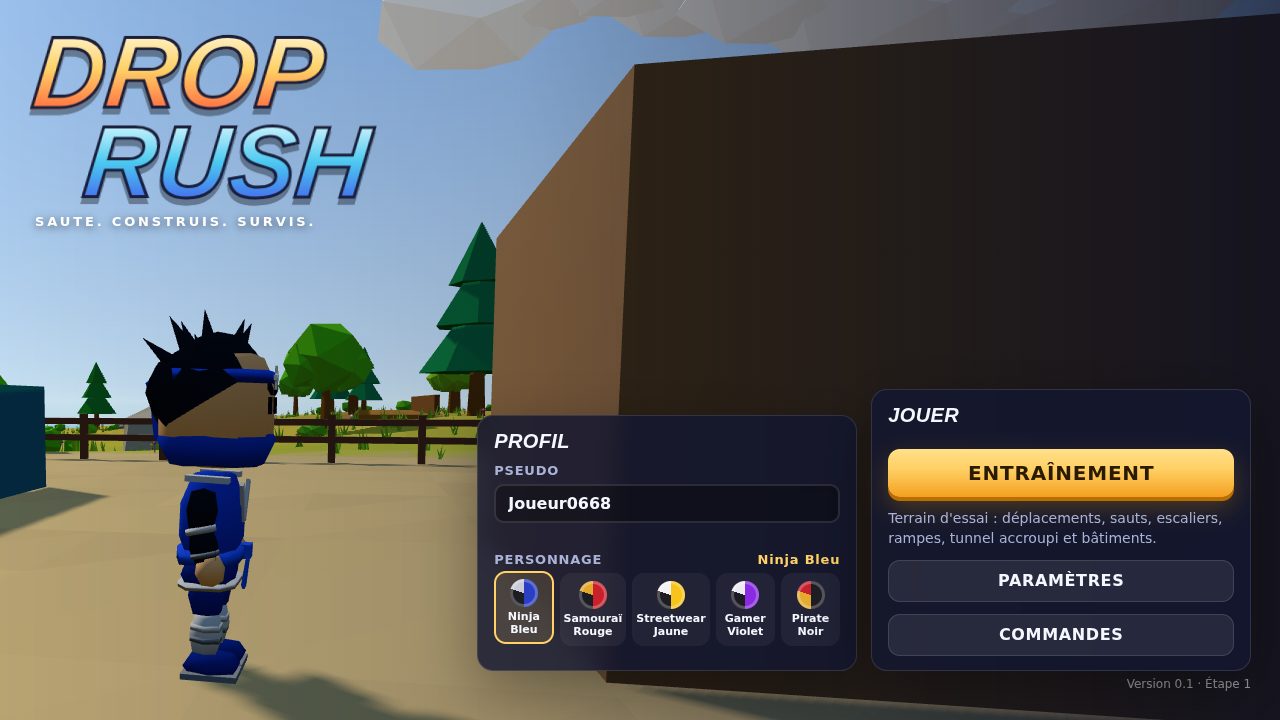 DROP
RUSH
SAUTE. CONSTRUIS. SURVIS.
PROFIL
PSEUDO
Joueur0668
PERSONNAGE
Ninja Bleu
Ninja
Bleu
Samouraï
Rouge
Streetwear
Jaune
Gamer
Violet
Pirate
Noir
JOUER
ENTRAÎNEMENT
Terrain d'essai : déplacements, sauts, escaliers,
rampes, tunnel accroupi et bâtiments.
PARAMÈTRES
COMMANDES
Version 0.1 · Étape 1